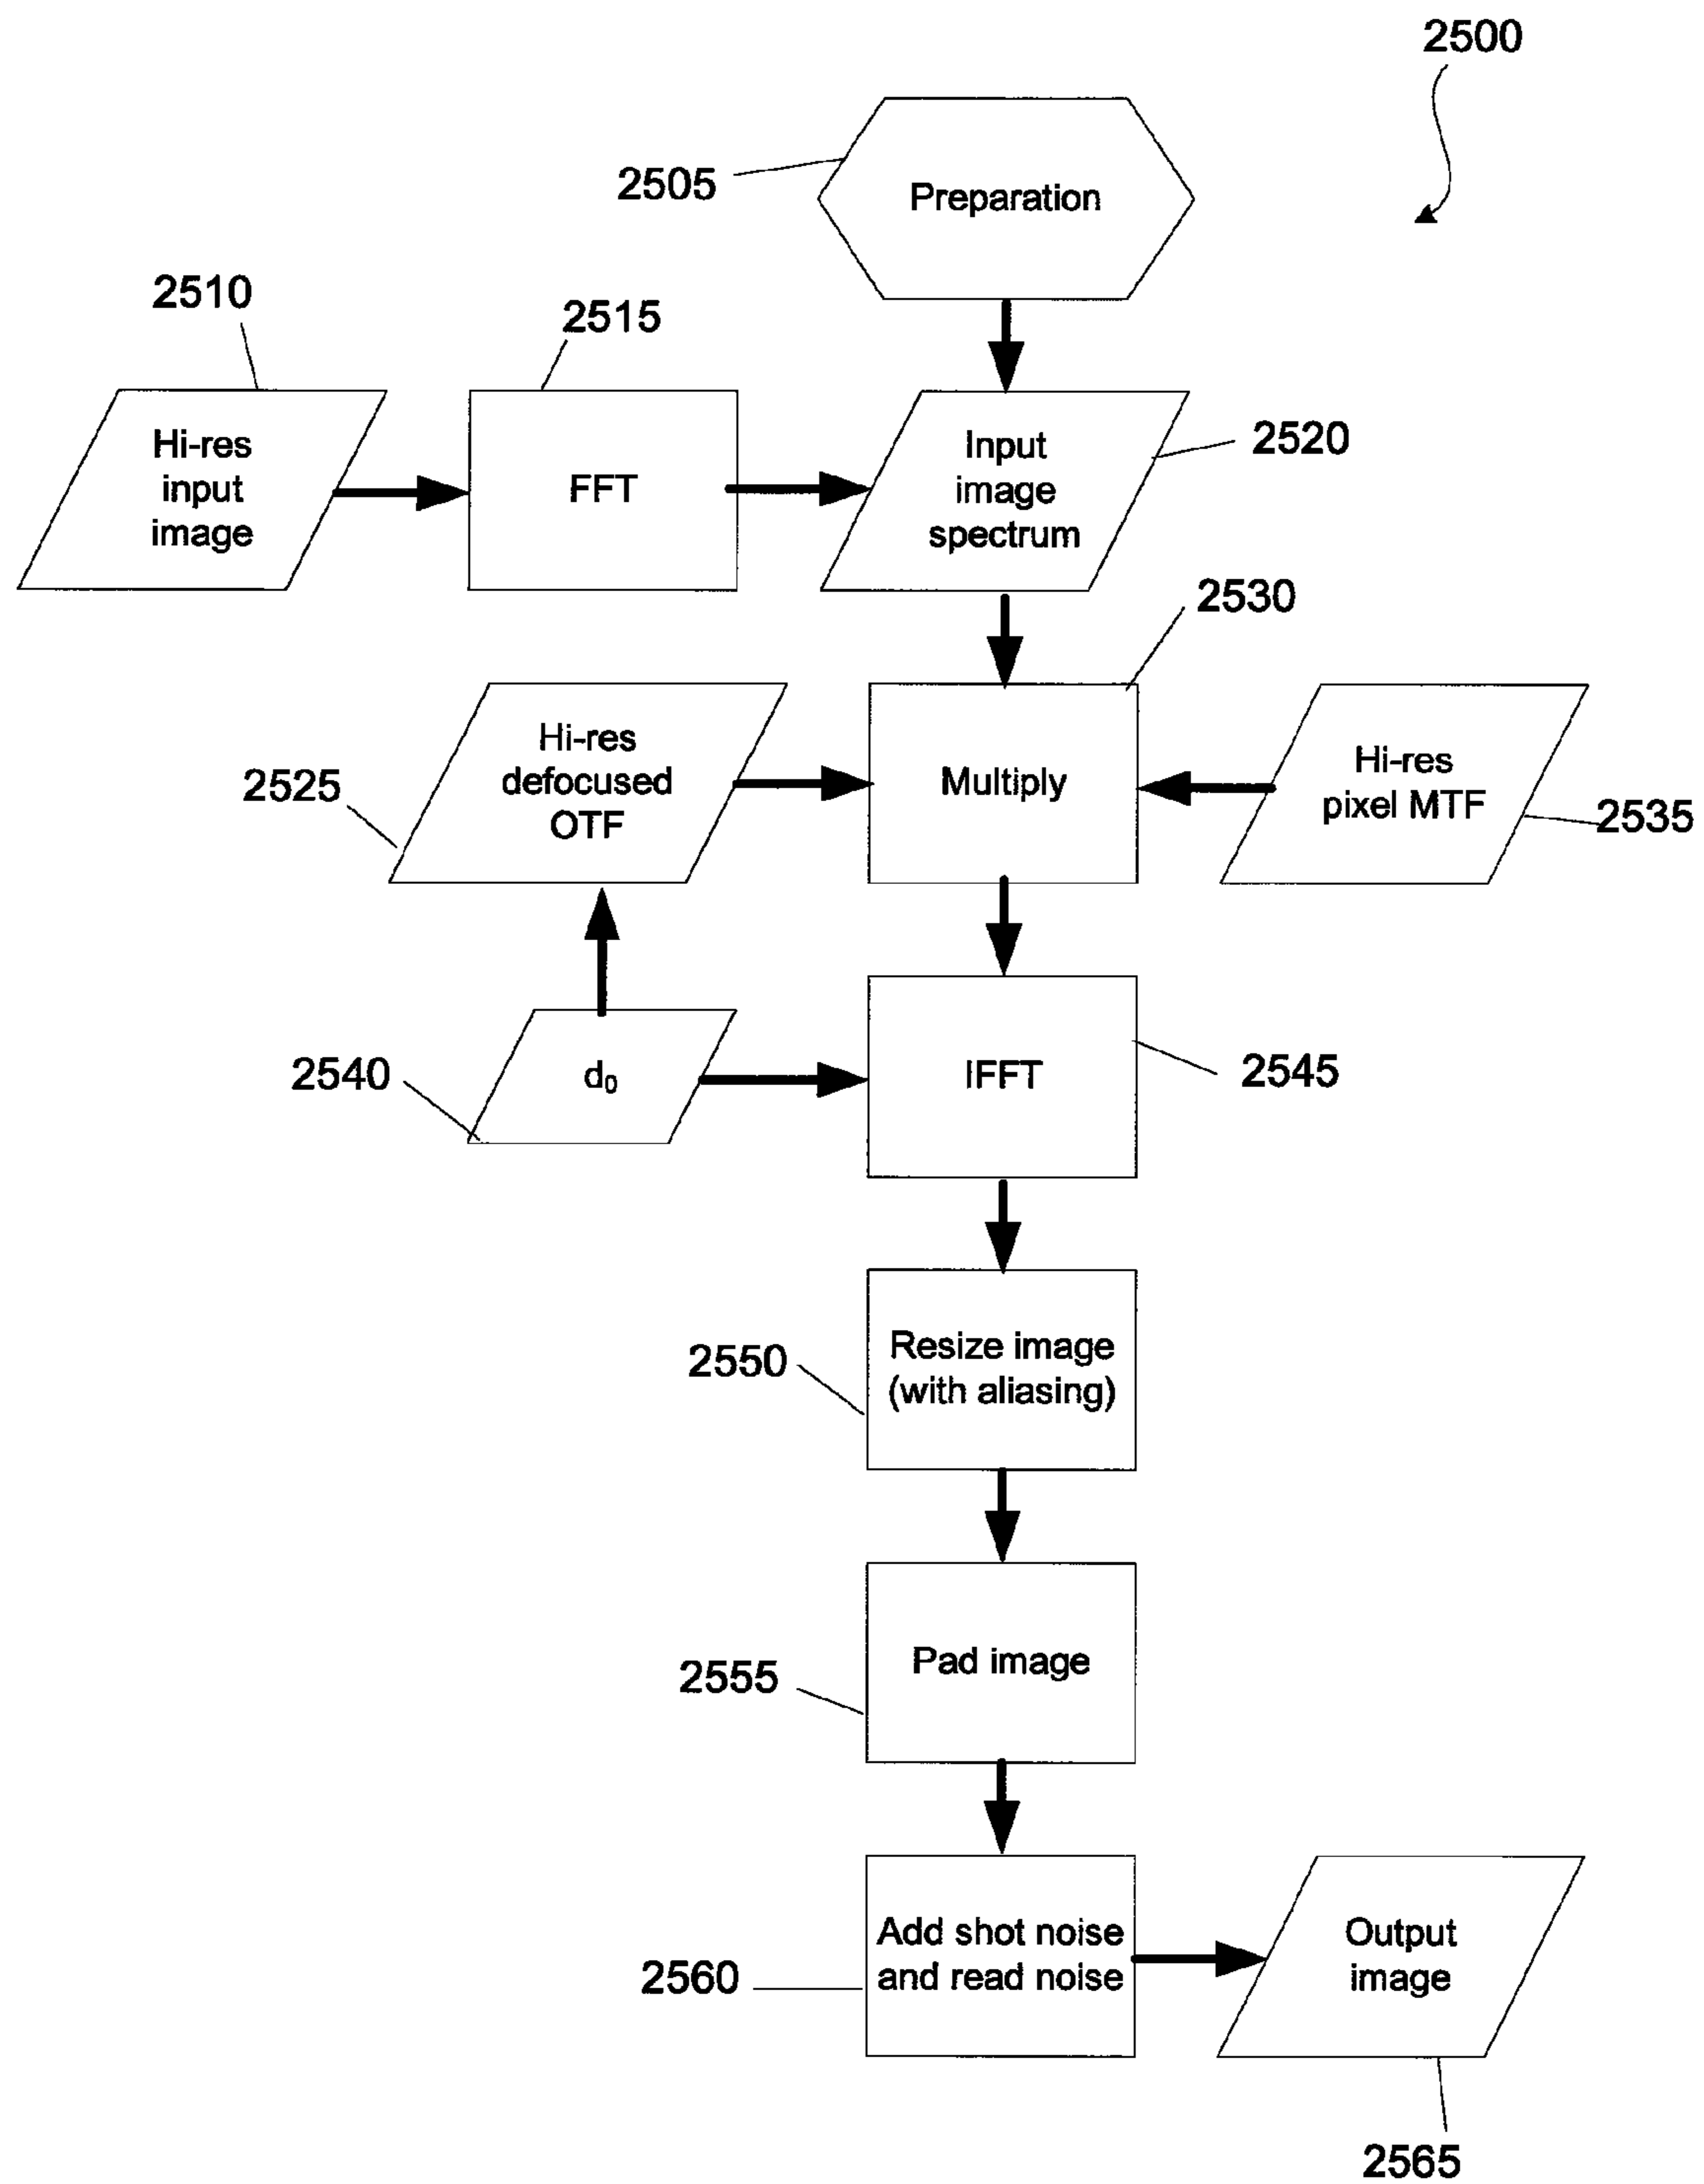 2500
2505
Preparation
2510
2515
Hi-res
input
image
FFT
Input
image
spectrum
2520
2530
Hi-res
defocused
OTF
2525
Multiply
Hi-res
pixel MTF
2535
2540
d₀
IFFT
2545
2550
Resize image
(with aliasing)
2555
Pad image
2560
Add shot noise
and read noise
Output
image
2565